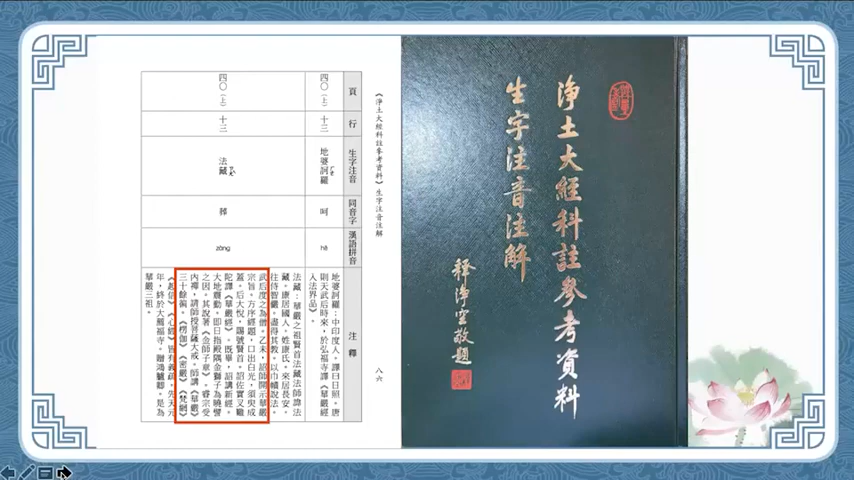 《淨土大經科註參考資料》生字注音注解
八六
頁
行
生字注音
同音字
漢語拼音
注釋
四〇(上)
十三
地婆訶羅
呵
hē
地婆訶羅：中印度人，譯曰日照。唐
則天武后時來，於弘福寺譯《華嚴經
入法界品》。
四〇(上)
十三
法藏
葬
zàng
法藏：華嚴之祖賢首法藏法師諱法
藏。康居國人。姓康氏。來居長安，
往侍智儼。盡得其教。以巾幘說法。
武后度之為僧。乙未，詔師開示華嚴
宗旨。方序經題，口出白光，須臾成
蓋。后大悅，賜號賢首。詔佐實叉難
陀譯《華嚴經》。既畢，詔講新經。
大地震動。即日指殿隅金獅子為曉譬
之因。其說著《金師子章》。睿宗受
內禪，請師授菩薩大戒。師講《華嚴》
三十餘徧。《楞伽》《密嚴》《梵網》
《起信》《心經》皆有義疏。先天元
年，終於大薦福寺。贈鴻臚卿。是為
華嚴三祖。
淨土大經科註參考資料
生字注音注解
釋淨空敬題